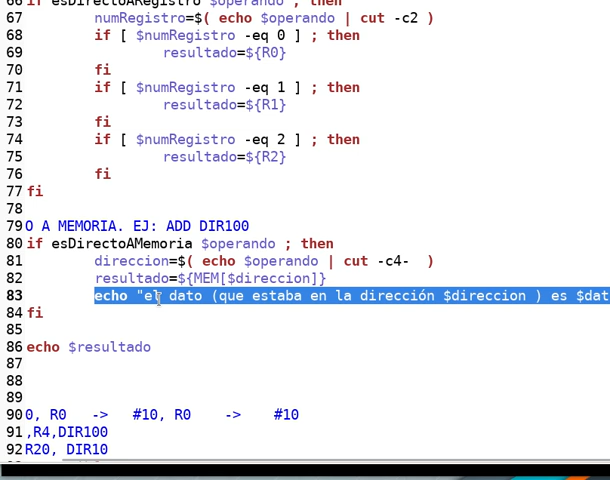 66 if esDirectoARegistro $operando ; then
67 numRegistro=$( echo $operando | cut -c2 )
68 if [ $numRegistro -eq 0 ] ; then
69 resultado=${R0}
70 fi
71 if [ $numRegistro -eq 1 ] ; then
72 resultado=${R1}
73 fi
74 if [ $numRegistro -eq 2 ] ; then
75 resultado=${R2}
76 fi
77 fi
78
79 O A MEMORIA. EJ: ADD DIR100
80 if esDirectoAMemoria $operando ; then
81 direccion=$( echo $operando | cut -c4- )
82 resultado=${MEM[$direccion]}
83 echo "el dato (que estaba en la dirección $direccion ) es $dat
84 fi
85
86 echo $resultado
87
88
89
90 0, R0 -> #10, R0 -> #10
91 ,R4,DIR100
92 R20, DIR10